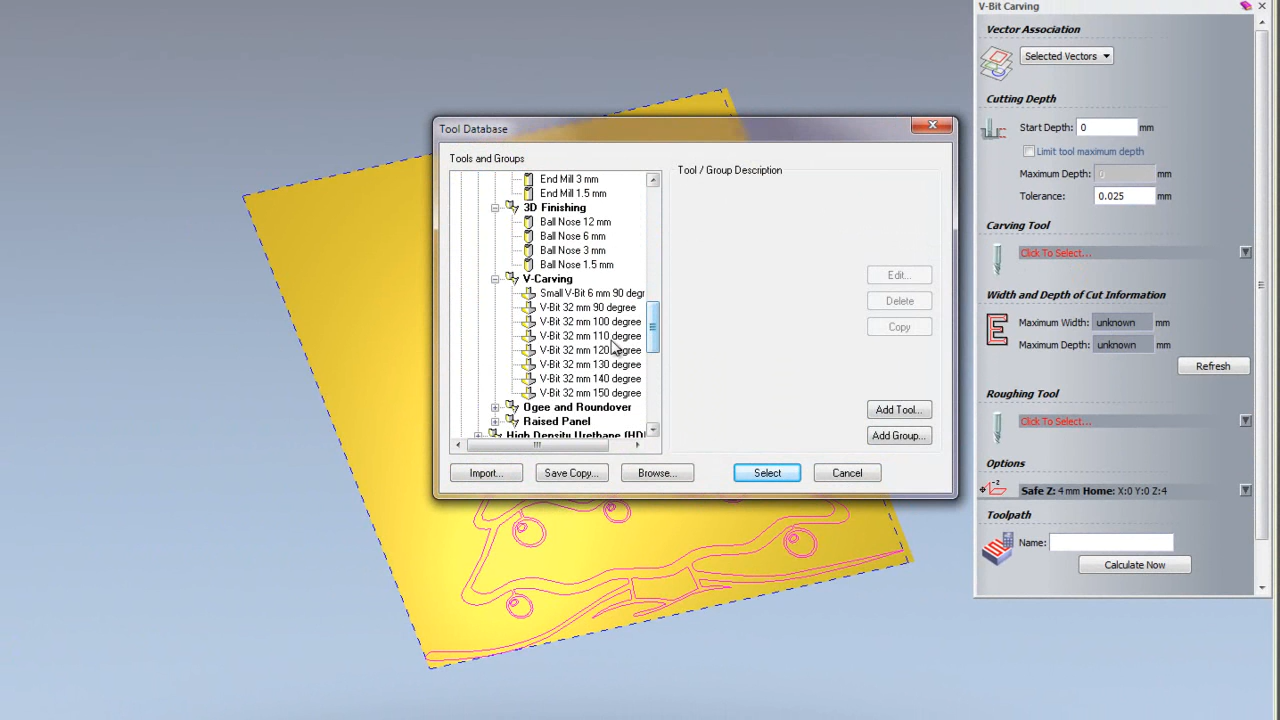 V-Bit Carving
Vector Association
Selected Vectors
Cutting Depth
Start Depth: 0 mm
Limit tool maximum depth
Maximum Depth: 0 mm
Tolerance: 0.025 mm
Carving Tool
Click To Select...
Width and Depth of Cut Information
Maximum Width: unknown mm
Maximum Depth: unknown mm
Refresh
Roughing Tool
Click To Select...
Options
Safe Z: 4 mm Home: X:0 Y:0 Z:4
Toolpath
Name:
Calculate Now
Tool Database
Tools and Groups
End Mill 3 mm
End Mill 1.5 mm
3D Finishing
Ball Nose 12 mm
Ball Nose 6 mm
Ball Nose 3 mm
Ball Nose 1.5 mm
V-Carving
Small V-Bit 6 mm 90 degr
V-Bit 32 mm 90 degree
V-Bit 32 mm 100 degree
V-Bit 32 mm 110 degree
V-Bit 32 mm 120 degree
V-Bit 32 mm 130 degree
V-Bit 32 mm 140 degree
V-Bit 32 mm 150 degree
Ogee and Roundover
Raised Panel
High Density Urethane (HD
Tool / Group Description
Edit...
Delete
Copy
Add Tool...
Add Group...
Import...
Save Copy...
Browse...
Select
Cancel